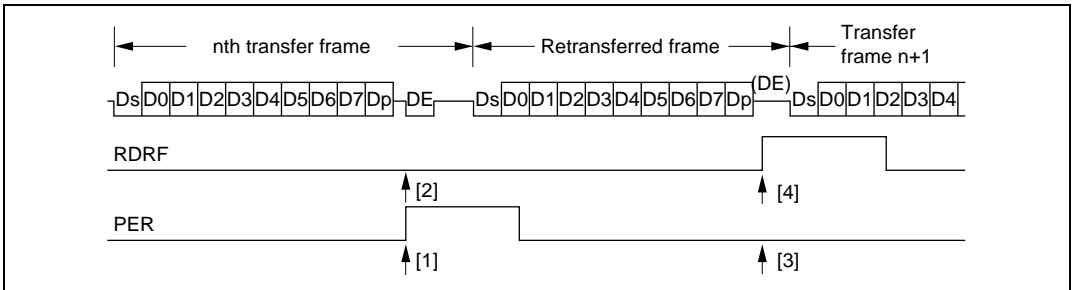 nth transfer frame
Retransferred frame
Transfer
frame n+1
Ds D0 D1 D2 D3 D4 D5 D6 D7 Dp DE Ds D0 D1 D2 D3 D4 D5 D6 D7 Dp (DE) Ds D0 D1 D2 D3 D4
RDRF
[2] [4]
PER
[1] [3]